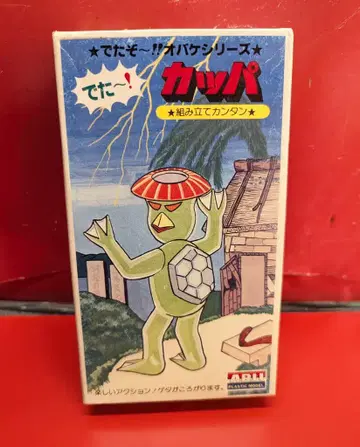 ★でたぞ〜!!オバケシリーズ★
でた〜!
カッパ
★組み立てカンタン★
ARII
PLASTIC MODEL
楽しいアクション!ゲタがころがります。